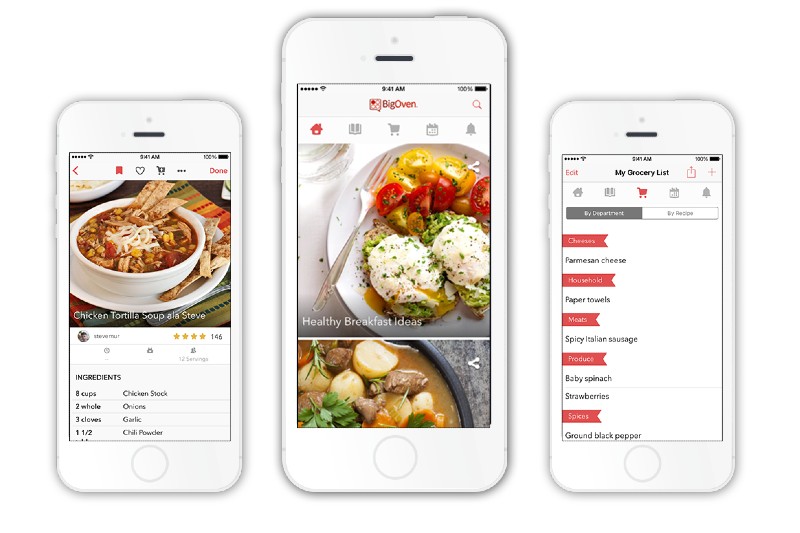 9:41 AM
100%
Done
Chicken Tortilla Soup ala Steve
stevemur
146
--
--
12 Servings
INGREDIENTS
8 cups Chicken Stock
2 whole Onions
3 cloves Garlic
1 1/2 Chili Powder
9:41 AM
100%
BigOven
Healthy Breakfast Ideas
9:41 AM
100%
Edit
My Grocery List
By Department
By Recipe
Cheeses
Parmesan cheese
Household
Paper towels
Meats
Spicy Italian sausage
Produce
Baby spinach
Strawberries
Spices
Ground black pepper